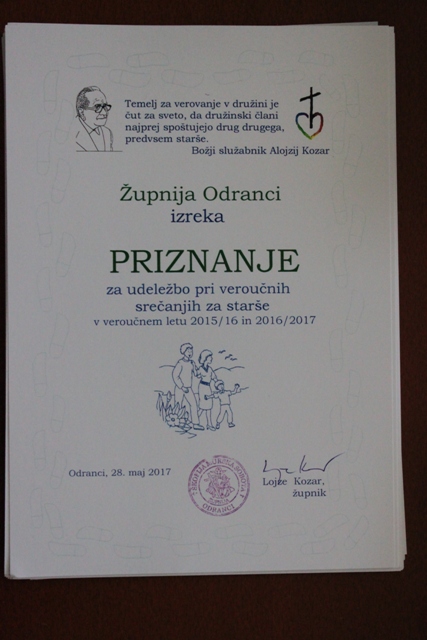 Temelj za verovanje v družini je
čut za sveto, da družinski člani
najprej spoštujejo drug drugega,
predvsem starše.
Božji služabnik Alojzij Kozar
Župnija Odranci
izreka
PRIZNANJE
za udeležbo pri veroučnih
srečanjih za starše
v veroučnem letu 2015/16 in 2016/2017
Odranci, 28. maj 2017
ODRANCI
Lojze Kozar,
župnik